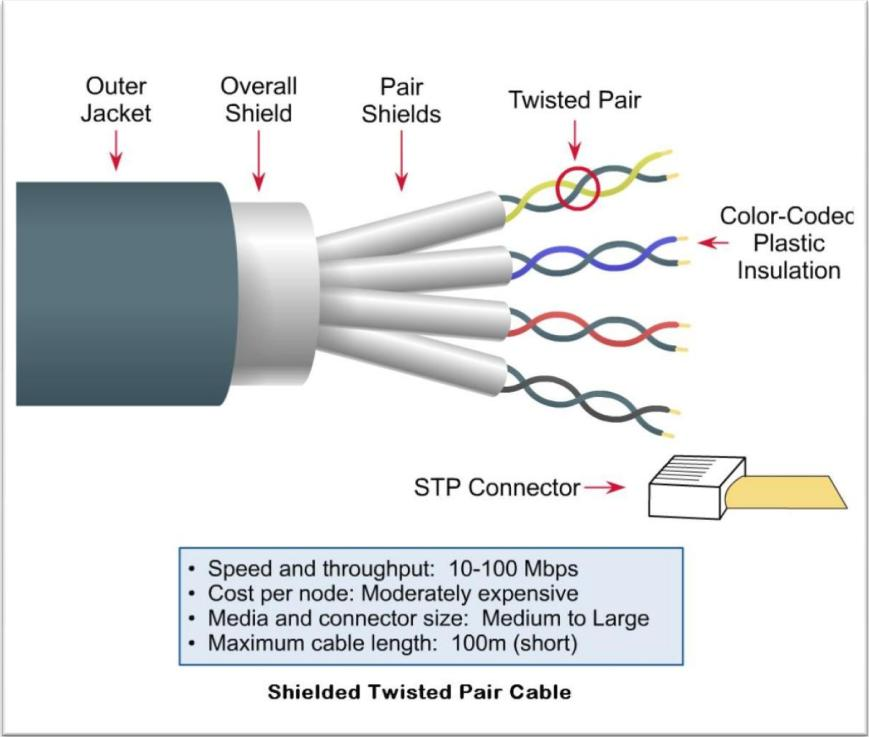 Outer
Jacket
Overall
Shield
Pair
Shields
Twisted Pair
Color-Codec
Plastic
Insulation
STP Connector
• Speed and throughput: 10-100 Mbps
• Cost per node: Moderately expensive
• Media and connector size: Medium to Large
• Maximum cable length: 100m (short)
Shielded Twisted Pair Cable